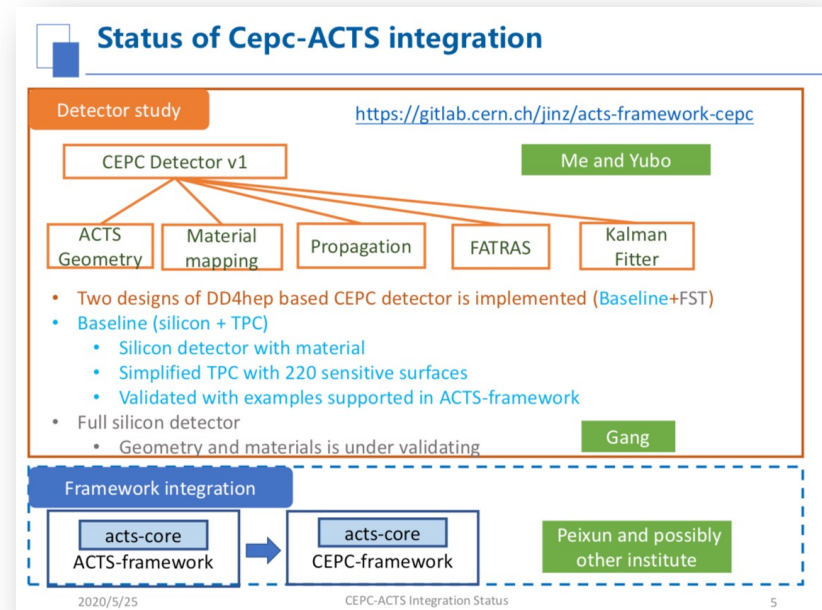 Status of Cepc-ACTS integration
Detector study
https://gitlab.cern.ch/jinz/acts-framework-cepc
CEPC Detector v1
Me and Yubo
ACTS
Geometry
Material
mapping
Propagation
FATRAS
Kalman
Fitter
• Two designs of DD4hep based CEPC detector is implemented (Baseline+FST)
• Baseline (silicon + TPC)
• Silicon detector with material
• Simplified TPC with 220 sensitive surfaces
• Validated with examples supported in ACTS-framework
• Full silicon detector
• Geometry and materials is under validating
Gang
Framework integration
acts-core
ACTS-framework
acts-core
CEPC-framework
Peixun and possibly
other institute
2020/5/25
CEPC-ACTS Integration Status
5